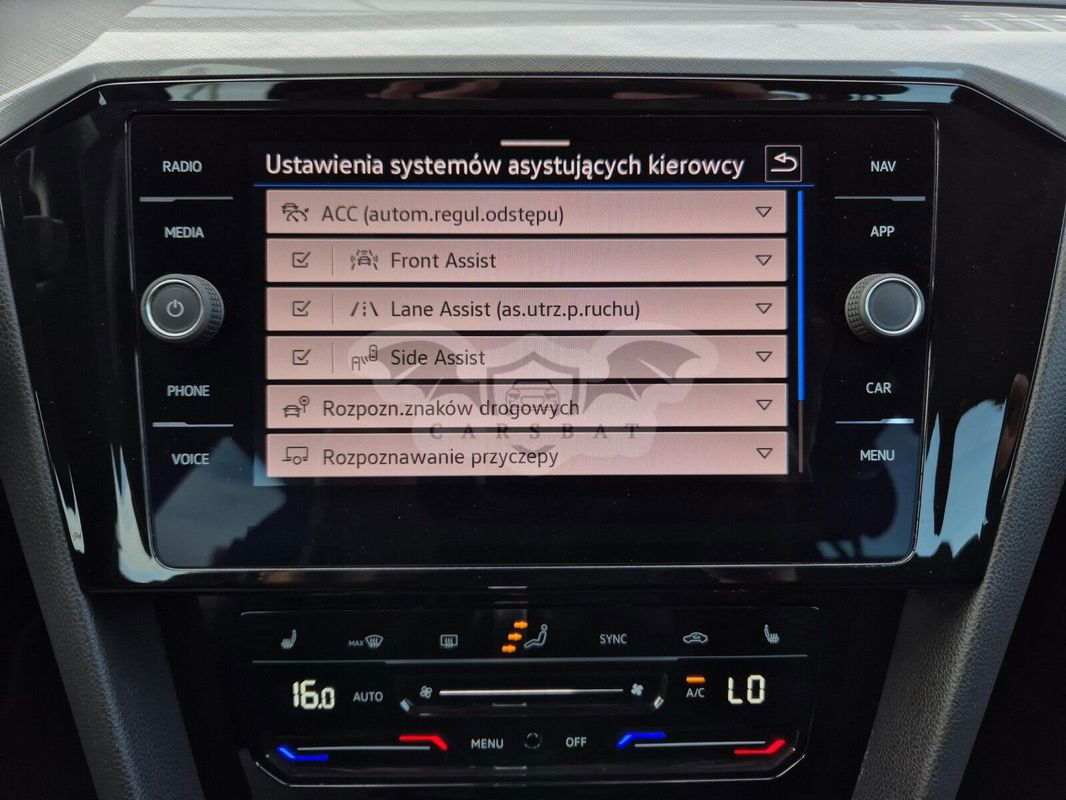 RADIO
MEDIA
PHONE
VOICE
Ustawienia systemów asystujących kierowcy
ACC (autom.regul.odstępu)
Front Assist
Lane Assist (as.utrz.p.ruchu)
Side Assist
Rozpozn.znaków drogowych
CARSBAT
Rozpoznawanie przyczepy
NAV
APP
CAR
MENU
MAX
SYNC
16.0 AUTO
A/C LO
MENU OFF